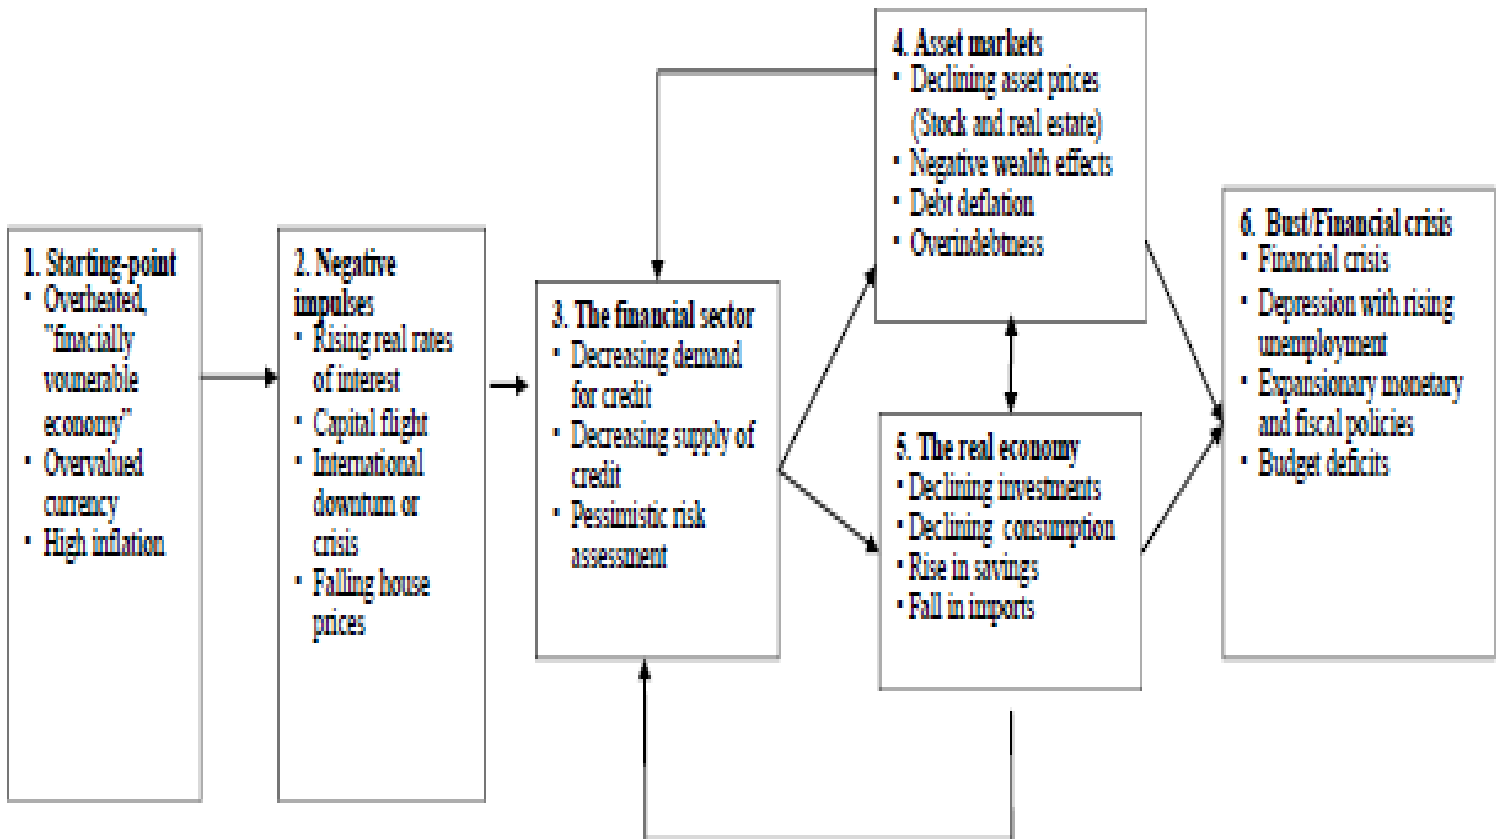 1. Starting-point
• Overheated,
"finacially
vounerable
economy"
• Overvalued
currency
• High inflation
2. Negative
impulses
• Rising real rates
of interest
• Capital flight
• International
downturn or
crisis
• Falling house
prices
3. The financial sector
• Decreasing demand
for credit
• Decreasing supply of
credit
• Pessimistic risk
assessment
4. Asset markets
• Declining asset prices
(Stock and real estate)
• Negative wealth effects
• Debt deflation
• Overindebtness
5. The real economy
• Declining investments
• Declining consumption
• Rise in savings
• Fall in imports
6. Bust/Financial crisis
• Financial crisis
• Depression with rising
unemployment
• Expansionary monetary
and fiscal policies
• Budget deficits